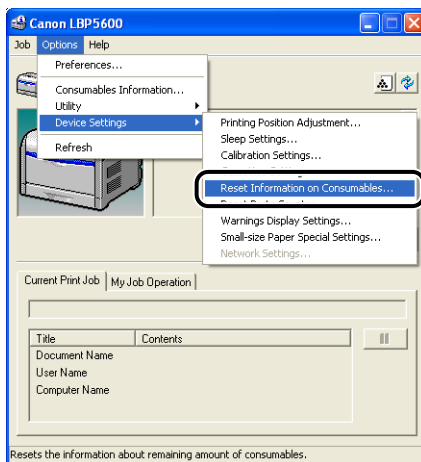 Canon LBP5600
Job Options Help
Preferences...
Consumables Information...
Utility
Device Settings
Refresh
Printing Position Adjustment...
Sleep Settings...
Calibration Settings...
Reset Information on Consumables...
Warnings Display Settings...
Small-size Paper Special Settings...
Network Settings...
Current Print Job My Job Operation
Title Contents
Document Name
User Name
Computer Name
Resets the information about remaining amount of consumables.